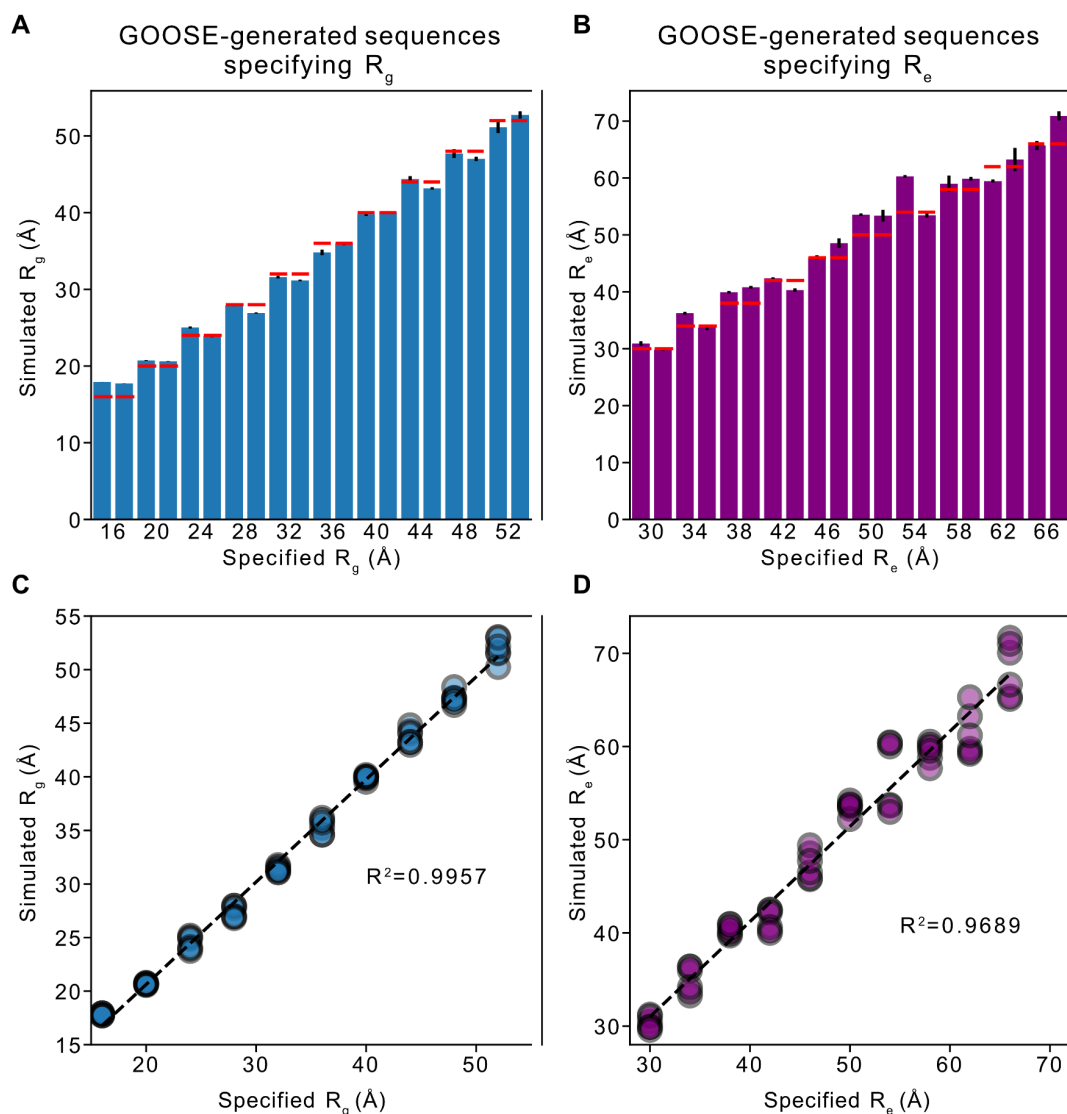 A
GOOSE-generated sequences
specifying Rg
Simulated Rg (Å)
50
40
30
20
10
0
16 20 24 28 32 36 40 44 48 52
Specified Rg (Å)
B
GOOSE-generated sequences
specifying Re
Simulated Re (Å)
70
60
50
40
30
20
10
0
30 34 38 42 46 50 54 58 62 66
Specified Re (Å)
C
Simulated Rg (Å)
55
50
45
40
35
30
25
20
15
R²=0.9957
20 30 40 50
Specified Rg (Å)
D
Simulated Re (Å)
70
60
50
40
30
R²=0.9689
30 40 50 60 70
Specified Re (Å)